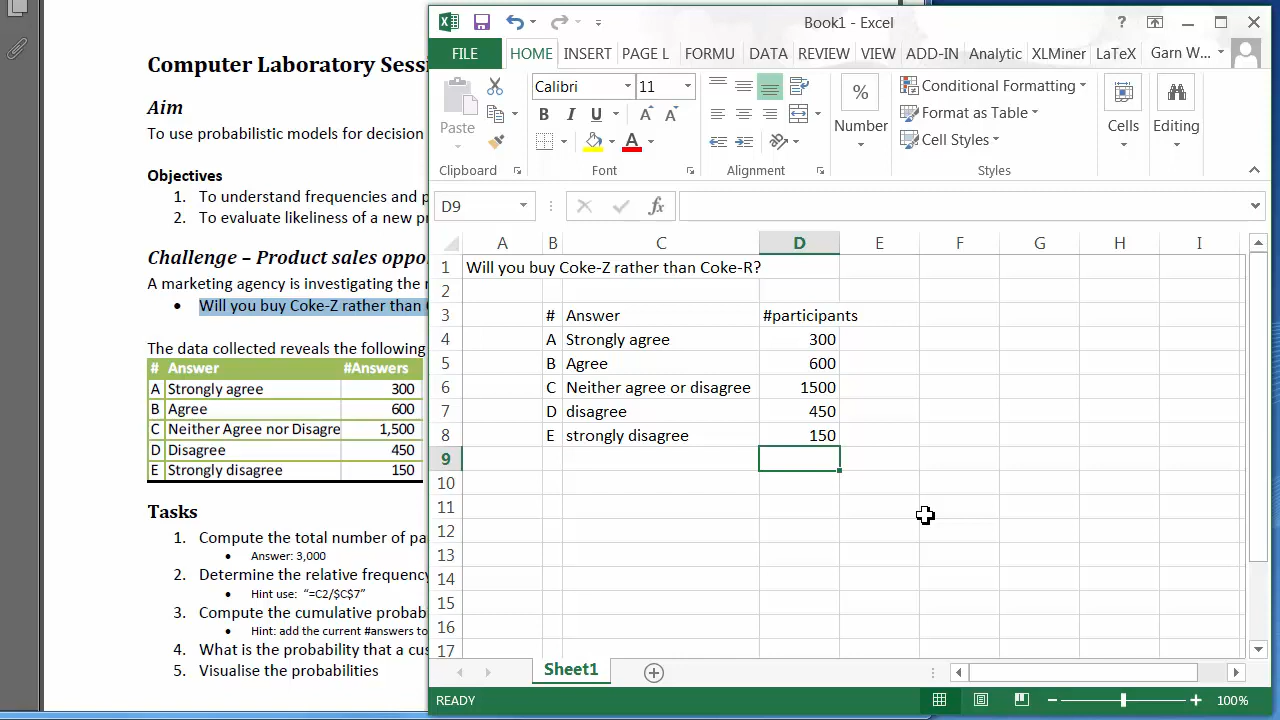 Computer Laboratory Sess
Aim
To use probabilistic models for decision
Objectives
1. To understand frequencies and p
2. To evaluate likeliness of a new pr
Challenge – Product sales oppo
A marketing agency is investigating the r
• Will you buy Coke-Z rather than C
The data collected reveals the following
# Answer #Answers
A Strongly agree 300
B Agree 600
C Neither Agree nor Disagre 1,500
D Disagree 450
E Strongly disagree 150
Tasks
1. Compute the total number of pa
• Answer: 3,000
2. Determine the relative frequency
• Hint use: “=C2/$C$7”
3. Compute the cumulative probab
• Hint: add the current #answers to
4. What is the probability that a cus
5. Visualise the probabilities
Book1 - Excel
FILE HOME INSERT PAGE L FORMU DATA REVIEW VIEW ADD-IN Analytic XLMiner LaTeX Garn W...
Paste
Clipboard
Calibri 11
B I U A A
A
Font
Alignment
%
Number
Conditional Formatting
Format as Table
Cell Styles
Styles
Cells
Editing
D9 fx
A B C D E F G H I
1 Will you buy Coke-Z rather than Coke-R?
2
3 # Answer #participants
4 A Strongly agree 300
5 B Agree 600
6 C Neither agree or disagree 1500
7 D disagree 450
8 E strongly disagree 150
9
10
11
12
13
14
15
16
17
Sheet1
READY 100%